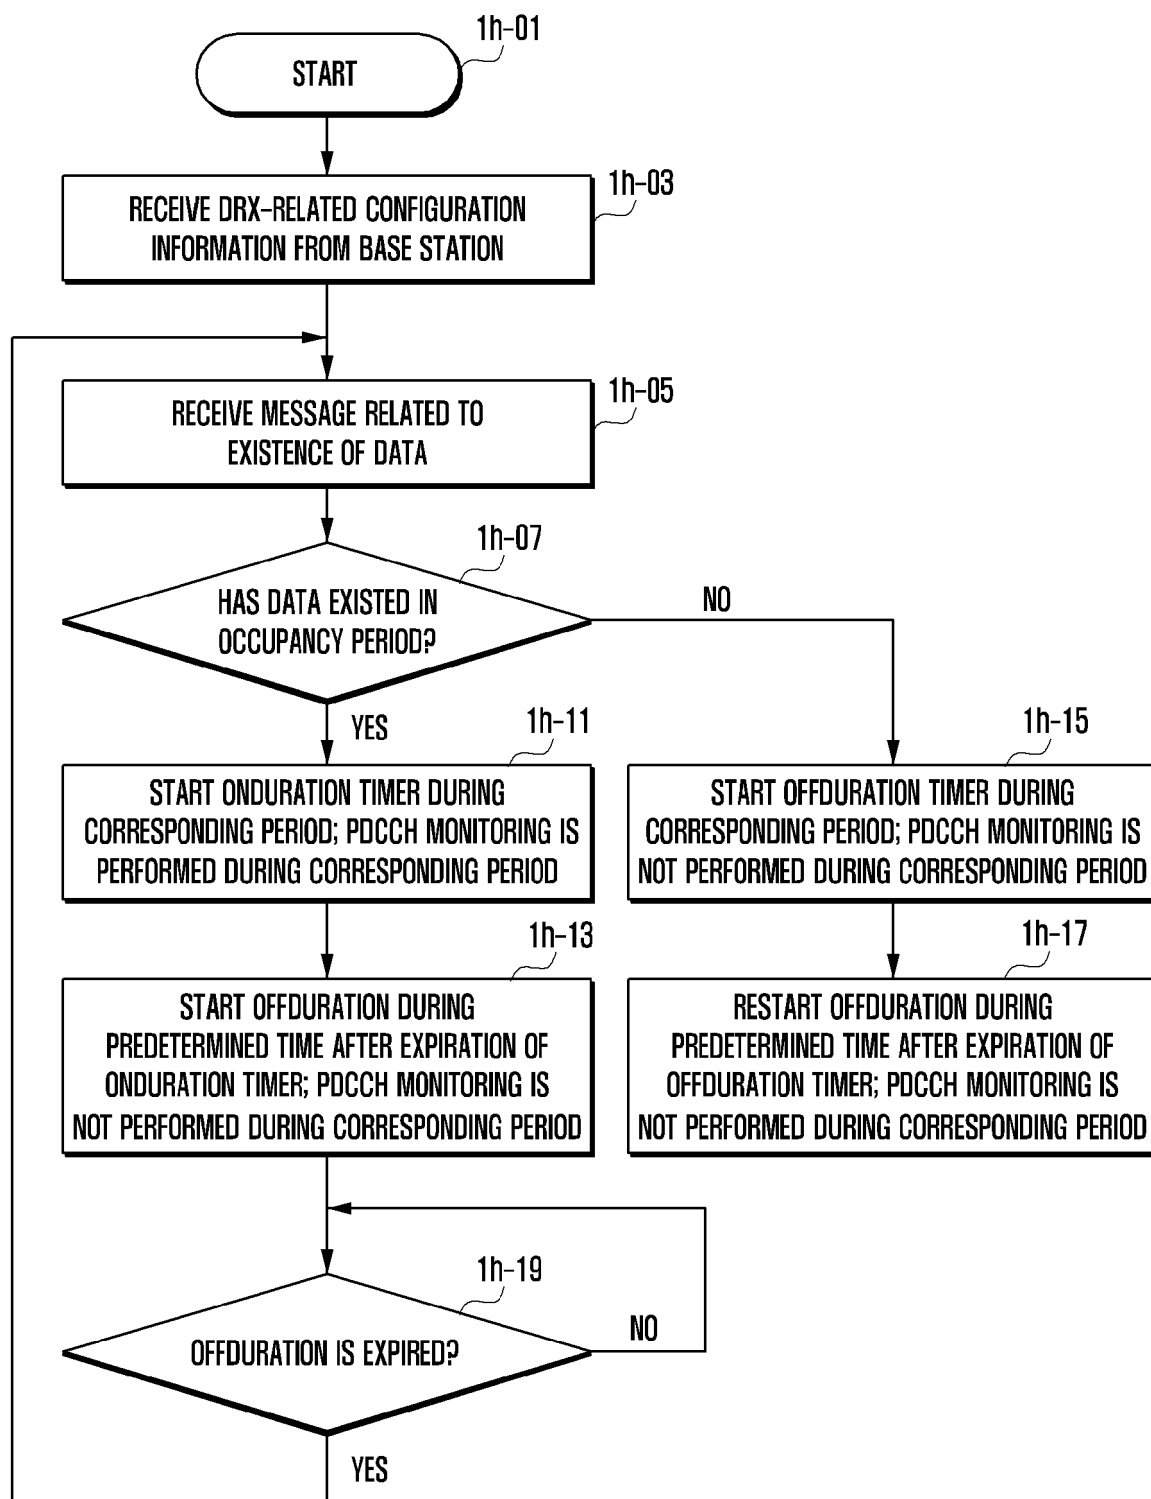 1h-01
START
1h-03
RECEIVE DRX-RELATED CONFIGURATION
INFORMATION FROM BASE STATION
1h-05
RECEIVE MESSAGE RELATED TO
EXISTENCE OF DATA
1h-07
HAS DATA EXISTED IN
OCCUPANCY PERIOD?
NO
YES
1h-11
START ONDURATION TIMER DURING
CORRESPONDING PERIOD; PDCCH MONITORING IS
PERFORMED DURING CORRESPONDING PERIOD
1h-15
START OFFDURATION TIMER DURING
CORRESPONDING PERIOD; PDCCH MONITORING IS
NOT PERFORMED DURING CORRESPONDING PERIOD
1h-13
START OFFDURATION DURING
PREDETERMINED TIME AFTER EXPIRATION OF
ONDURATION TIMER; PDCCH MONITORING IS
NOT PERFORMED DURING CORRESPONDING PERIOD
1h-17
RESTART OFFDURATION DURING
PREDETERMINED TIME AFTER EXPIRATION OF
OFFDURATION TIMER; PDCCH MONITORING IS
NOT PERFORMED DURING CORRESPONDING PERIOD
1h-19
OFFDURATION IS EXPIRED?
NO
YES